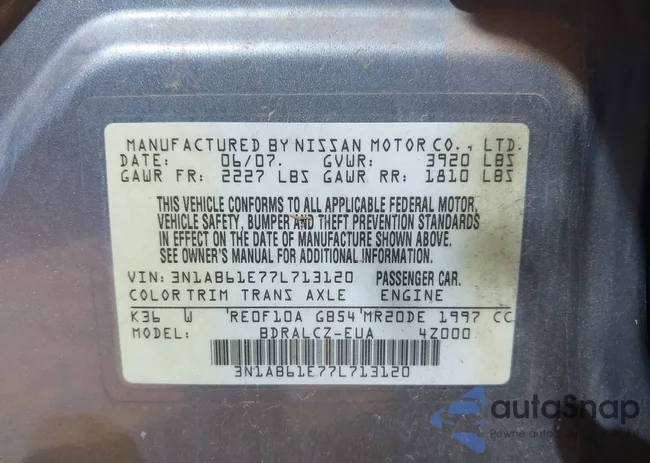 MANUFACTURED BY NISSAN MOTOR CO., LTD.
DATE: 06/07. GVWR: 3920 LBS
GAWR FR: 2227 LBS GAWR RR: 1810 LBS
THIS VEHICLE CONFORMS TO ALL APPLICABLE FEDERAL MOTOR
VEHICLE SAFETY, BUMPER AND THEFT PREVENTION STANDARDS
IN EFFECT ON THE DATE OF MANUFACTURE SHOWN ABOVE.
SEE OWNER'S MANUAL FOR ADDITIONAL INFORMATION.
VIN: 3N1AB61E77L713120 PASSENGER CAR.
COLOR TRIM TRANS AXLE ENGINE
K36 W 'RE0F10A GB54'MR20DE 1997 CC
MODEL: BDRALCZ-EUA 4Z000
3N1AB61E77L713120
autoSnap